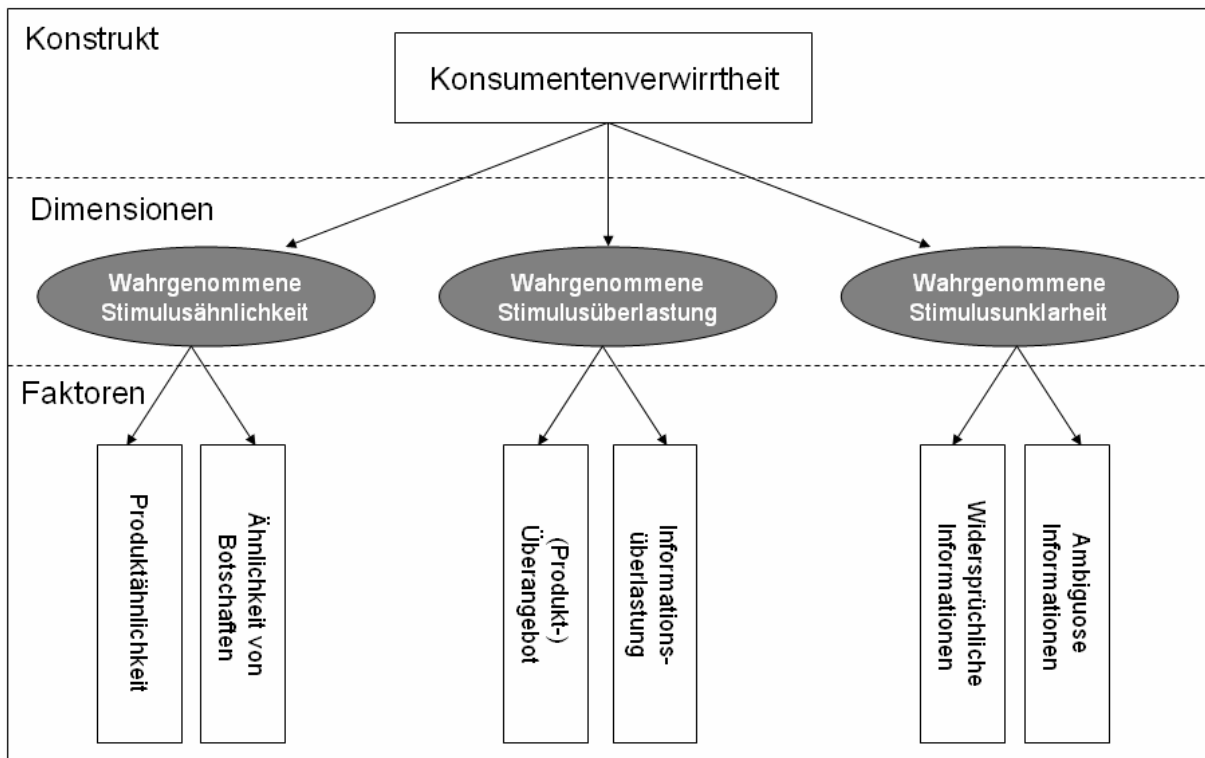 Konstrukt
Konsumentenverwirrtheit
Dimensionen
Wahrgenommene
Stimulusähnlichkeit
Wahrgenommene
Stimulusüberlastung
Wahrgenommene
Stimulusunklarheit
Faktoren
Produktähnlichkeit
Ähnlichkeit von
Botschaften
(Produkt-)
Überangebot
Informations-
überlastung
Widersprüchliche
Informationen
Ambiguose
Informationen